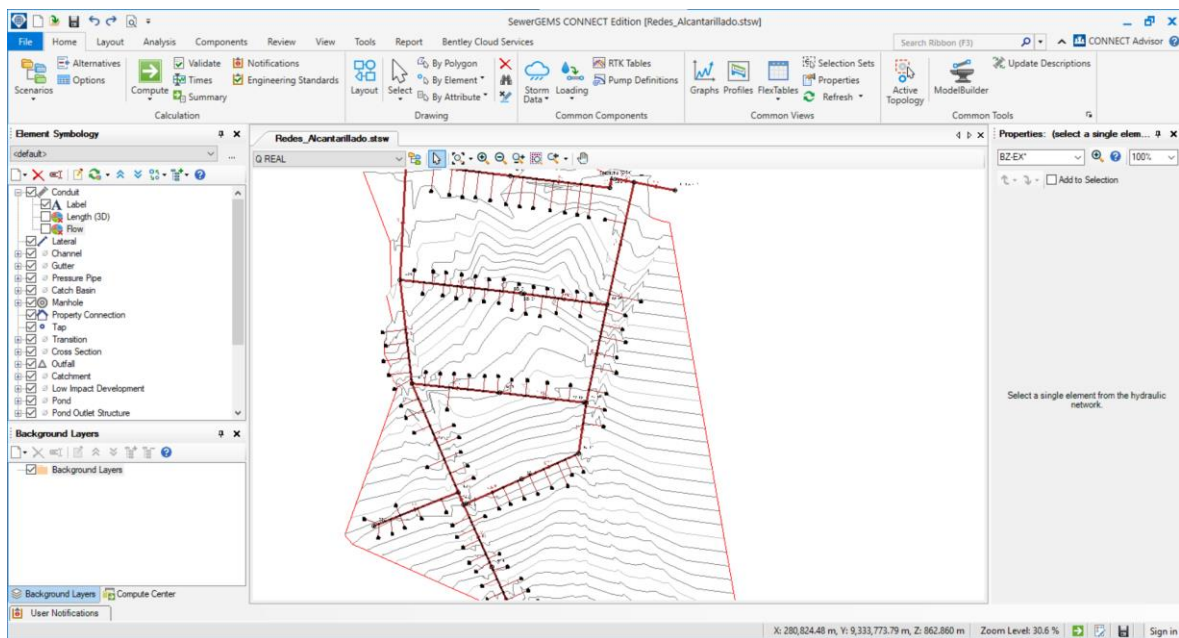 SewerGEMS CONNECT Edition [Redes_Alcantarillado.stsw]
File Home Layout Analysis Components Review View Tools Report Bentley Cloud Services Search Ribbon (F3) CONNECT Advisor
Scenarios
Alternatives
Options
Compute
Validate
Times
Summary
Notifications
Engineering Standards
Calculation
Layout
Select
By Polygon
By Element
By Attribute
Drawing
Storm Data
Loading
RTK Tables
Pump Definitions
Common Components
Graphs
Profiles
FlexTables
Selection Sets
Properties
Refresh
Common Views
Active Topology
ModelBuilder
Update Descriptions
Common Tools
Element Symbology
<default>
Conduit
Label
Length (3D)
Flow
Lateral
Channel
Gutter
Pressure Pipe
Catch Basin
Manhole
Property Connection
Tap
Transition
Cross Section
Outfall
Catchment
Low Impact Development
Pond
Pond Outlet Structure
Background Layers
Background Layers
Background Layers Compute Center
User Notifications
Redes_Alcantarillado.stsw
Q REAL
Properties: (select a single elem...
BZ-EX* 100%
Add to Selection
Select a single element from the hydraulic
network.
X: 280,824.48 m, Y: 9,333,773.79 m, Z: 862.860 m Zoom Level: 30.6 % Sign in